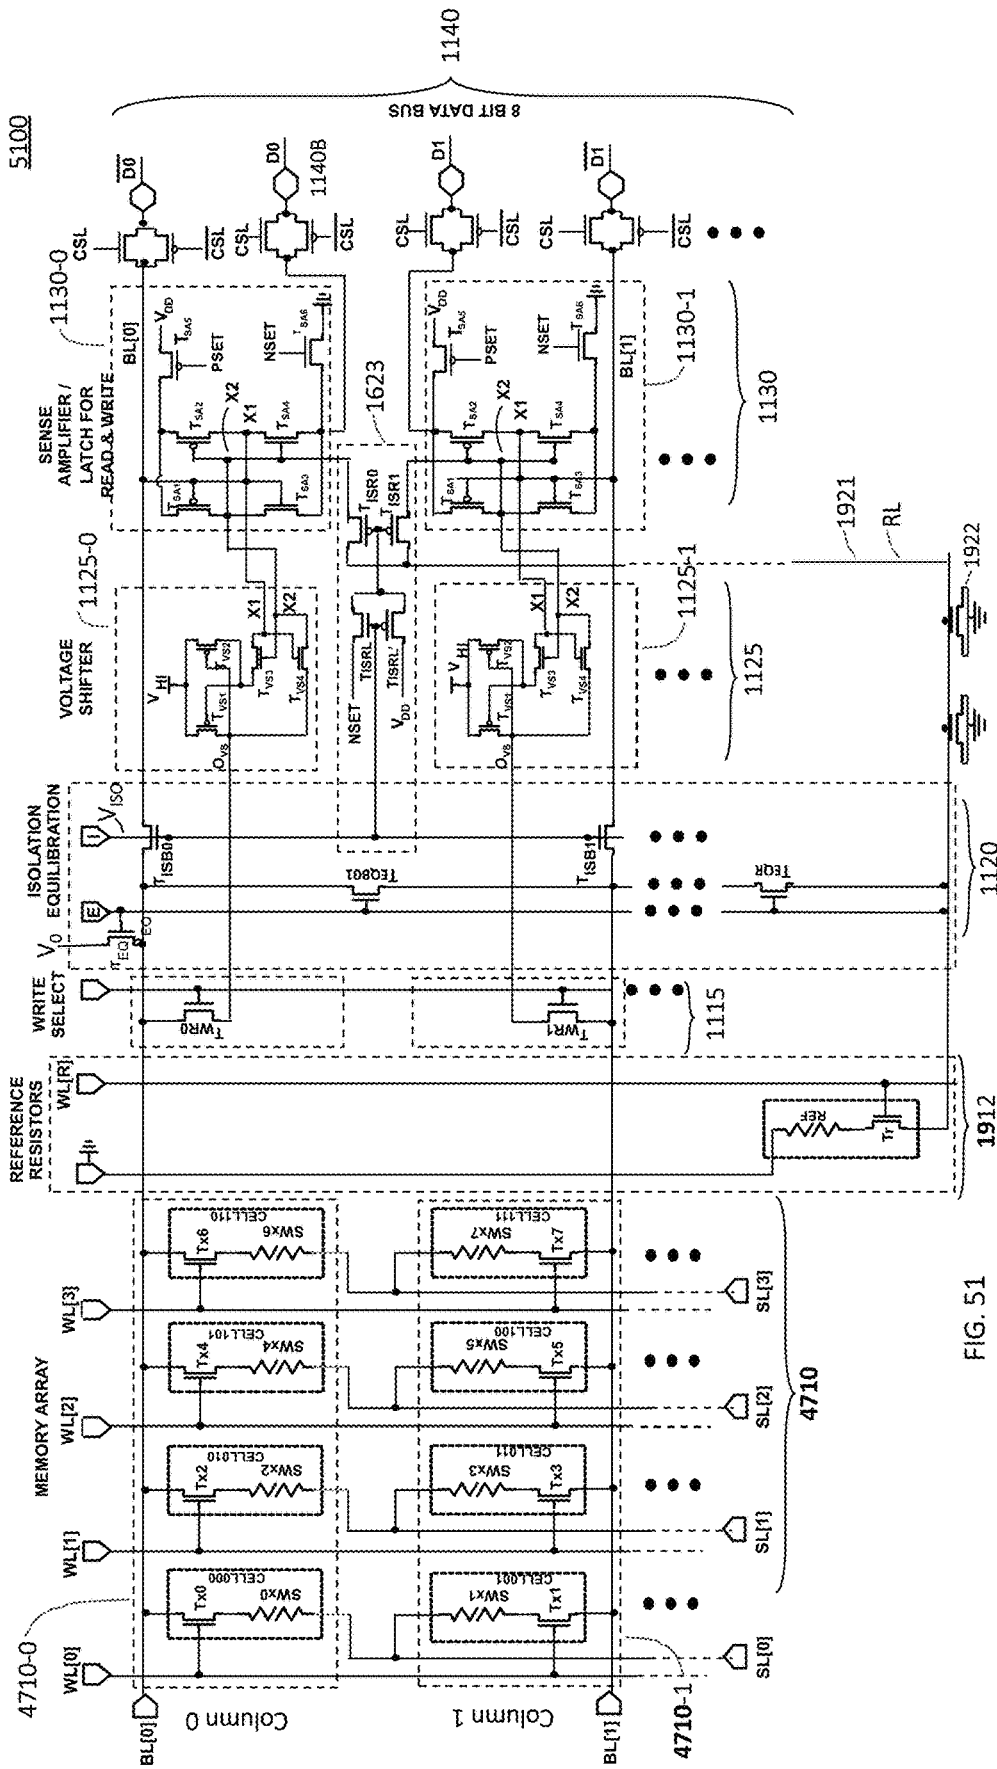 5100
MEMORY ARRAY
REFERENCE
RESISTORS
WRITE
SELECT
ISOLATION
EQUILIBRATION
VOLTAGE
SHIFTER
SENSE
AMPLIFIER /
LATCH FOR
READ & WRITE
4710-0
1125-0
1130-0
WL[0]
WL[1]
WL[2]
WL[3]
WL[R]
V0
E
I
VISO
TEQ
EQ
BL[0]
Column 0
Tx0
SWx0
CELL000
Tx2
SWx2
CELL010
Tx4
SWx4
CELL101
Tx6
SWx6
CELL110
TWR0
TISB0
VHI
TVS1
TVS2
TVS3
TVS4
OVS
X1
X2
BL[0]
TSA1
TSA2
TSA3
TSA4
TSA5
TSA6
VDD
PSET
NSET
X1
X2
CSL
CSL
D0
CSL
CSL
D0
1140B
TEQBG1
NSET
TISRL
TISRL'
VDD
TISR0
TISR1
1623
8 BIT DATA BUS
1140
Column 1
BL[1]
SWx1
Tx1
CELL001
SWx3
Tx3
CELL011
SWx5
Tx5
CELL100
SWx7
Tx7
CELL111
TWR1
TISB1
VHI
TVS1
TVS2
TVS3
TVS4
OVS
X1
X2
1125-1
TSA1
TSA2
TSA3
TSA4
TSA5
TSA6
VDD
PSET
NSET
X1
X2
BL[1]
1130-1
CSL
CSL
D1
CSL
CSL
D1
4710-1
SL[0]
SL[1]
SL[2]
SL[3]
4710
1115
TEQR
1125
1130
1921
RL
REF
Tr
1912
1120
1922
FIG. 51